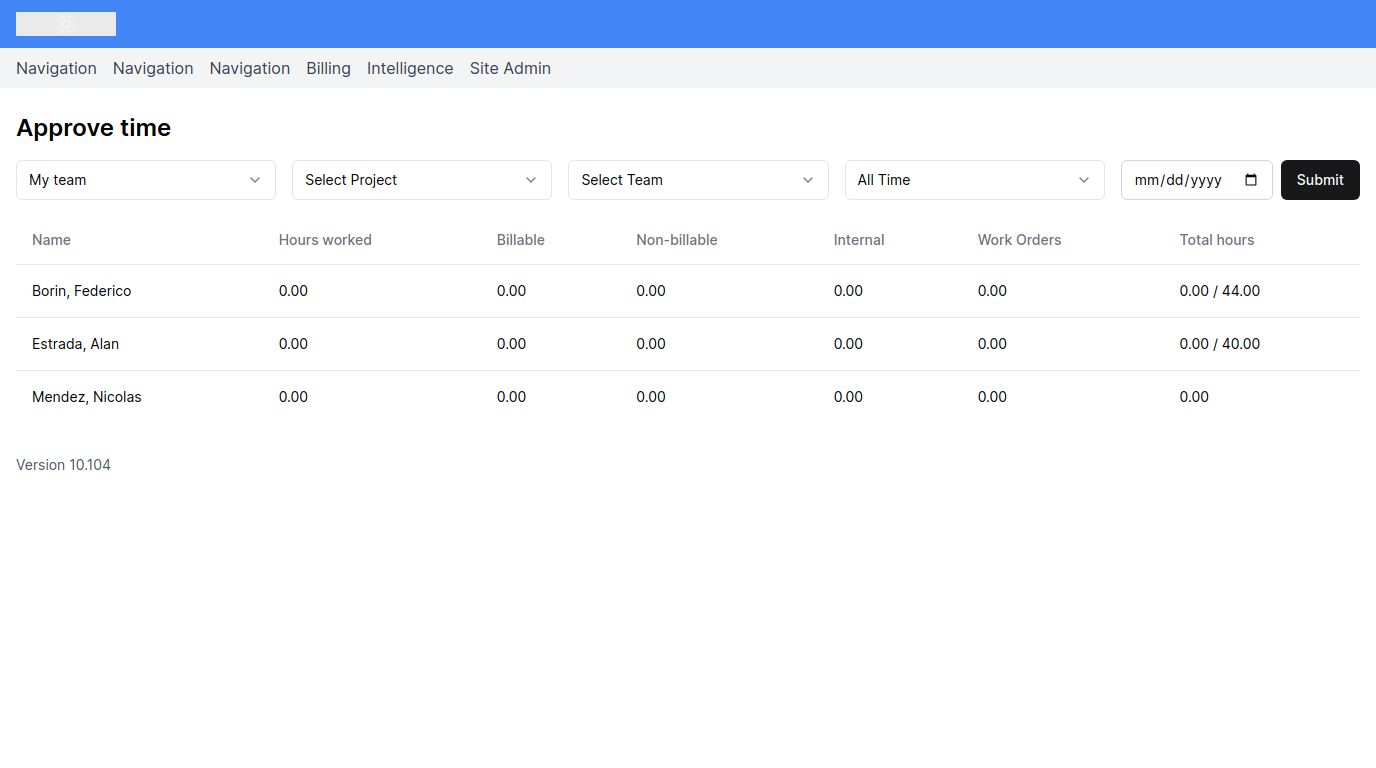 Navigation Navigation Navigation Billing Intelligence Site Admin
Approve time
My team Select Project Select Team All Time mm/dd/yyyy Submit
Name Hours worked Billable Non-billable Internal Work Orders Total hours
Borin, Federico 0.00 0.00 0.00 0.00 0.00 0.00 / 44.00
Estrada, Alan 0.00 0.00 0.00 0.00 0.00 0.00 / 40.00
Mendez, Nicolas 0.00 0.00 0.00 0.00 0.00 0.00
Version 10.104